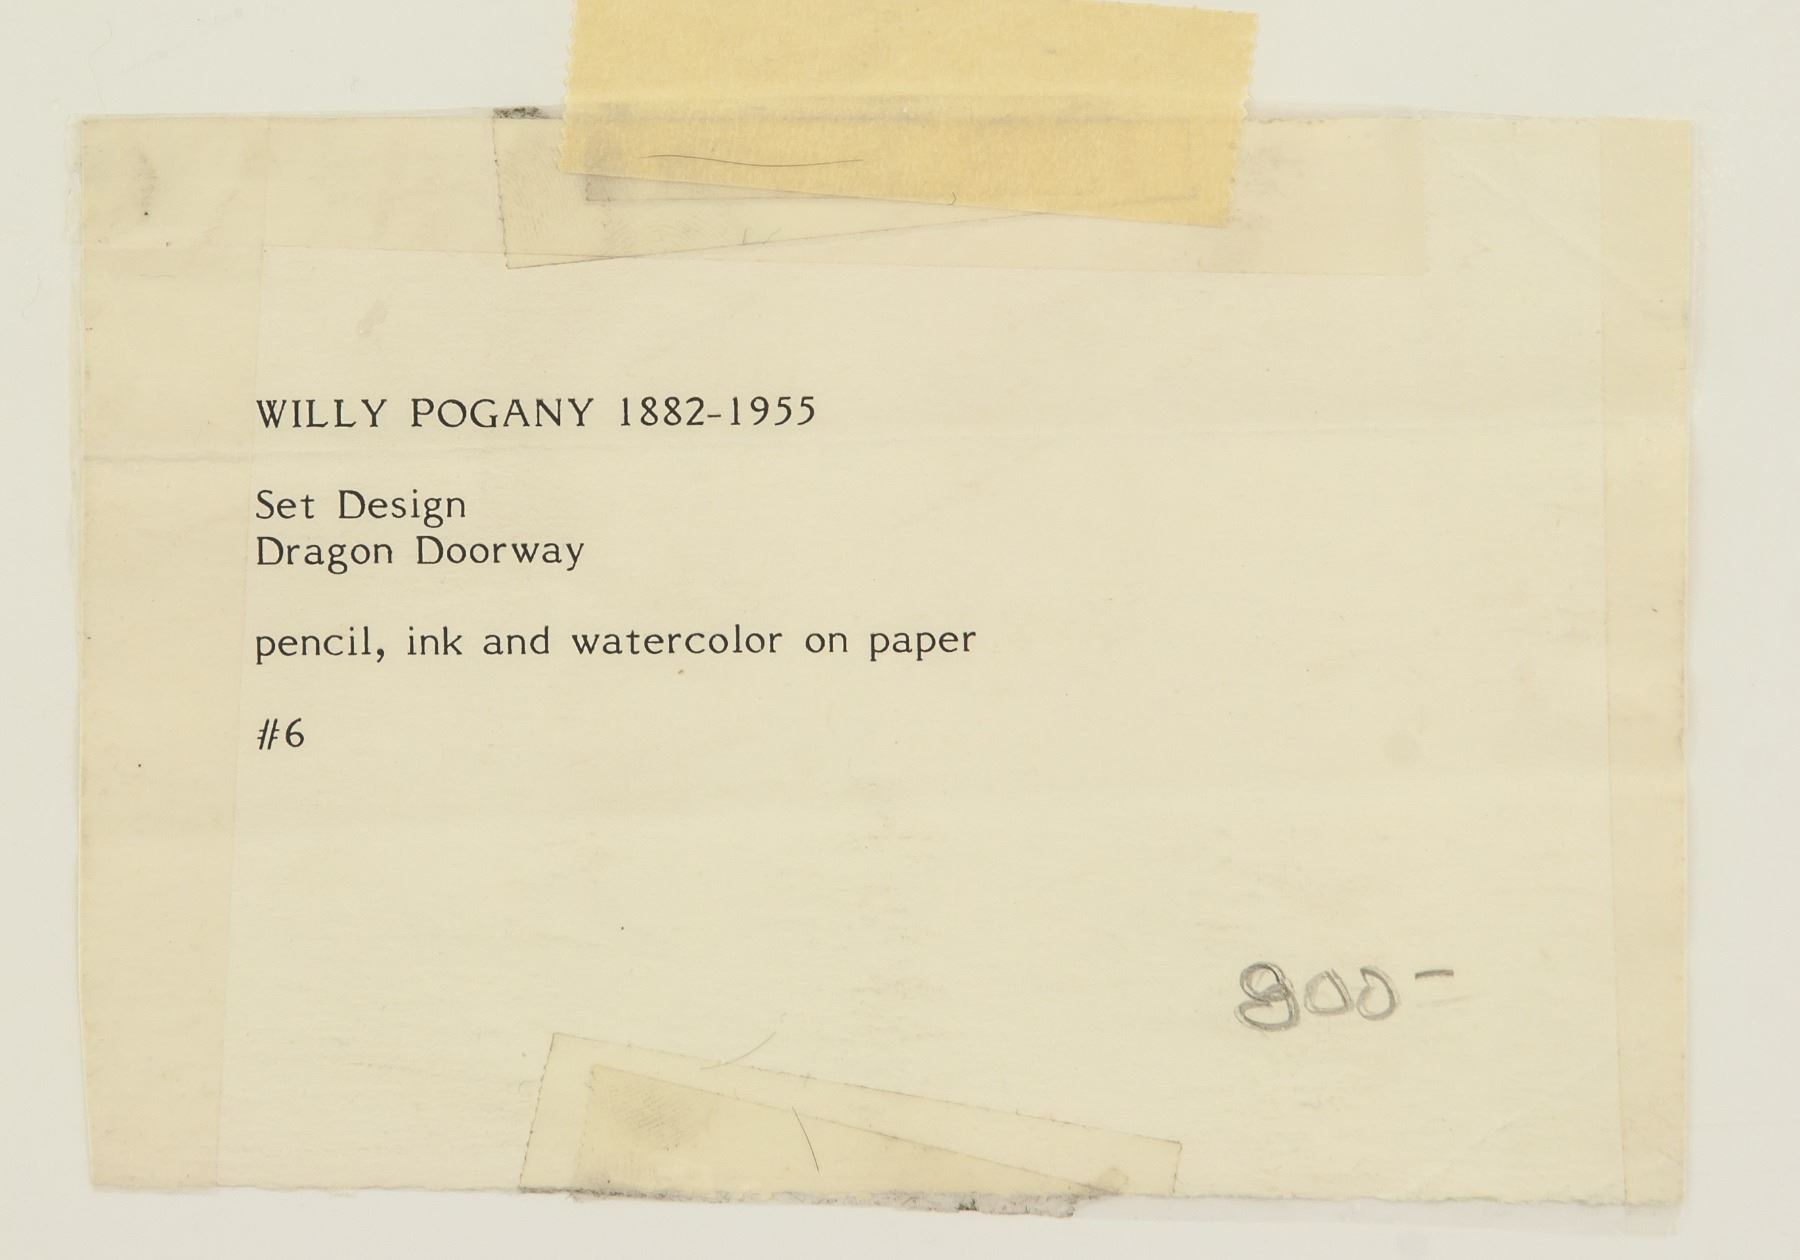 WILLY POGANY 1882-1955
Set Design
Dragon Doorway
pencil, ink and watercolor on paper
#6
800-